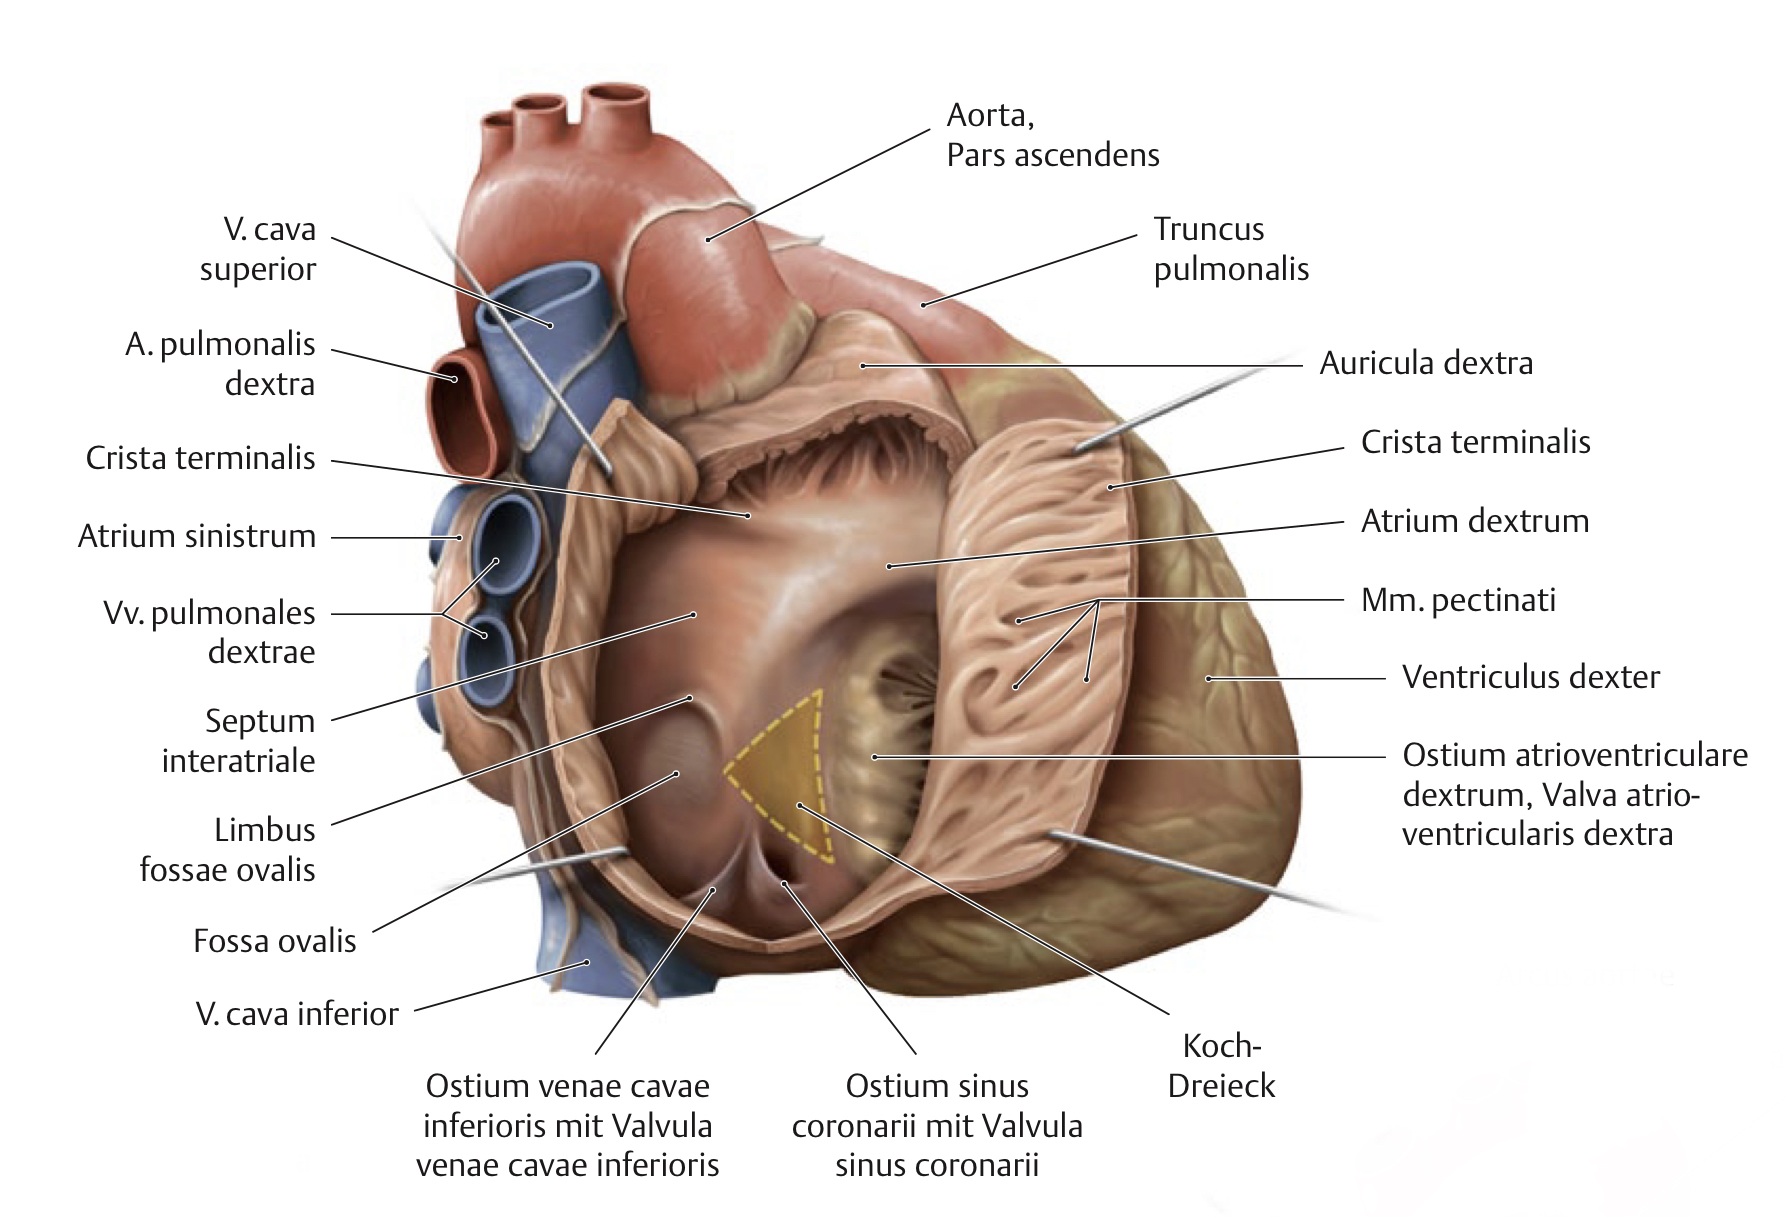 Aorta,
Pars ascendens
V. cava
superior
Truncus
pulmonalis
A. pulmonalis
dextra
Auricula dextra
Crista terminalis
Crista terminalis
Atrium sinistrum
Atrium dextrum
Vv. pulmonales
dextrae
Mm. pectinati
Septum
interatriale
Ventriculus dexter
Ostium atrioventriculare
dextrum, Valva atrio-
ventricularis dextra
Limbus
fossae ovalis
Fossa ovalis
V. cava inferior
Koch-
Dreieck
Ostium venae cavae
inferioris mit Valvula
venae cavae inferioris
Ostium sinus
coronarii mit Valvula
sinus coronarii